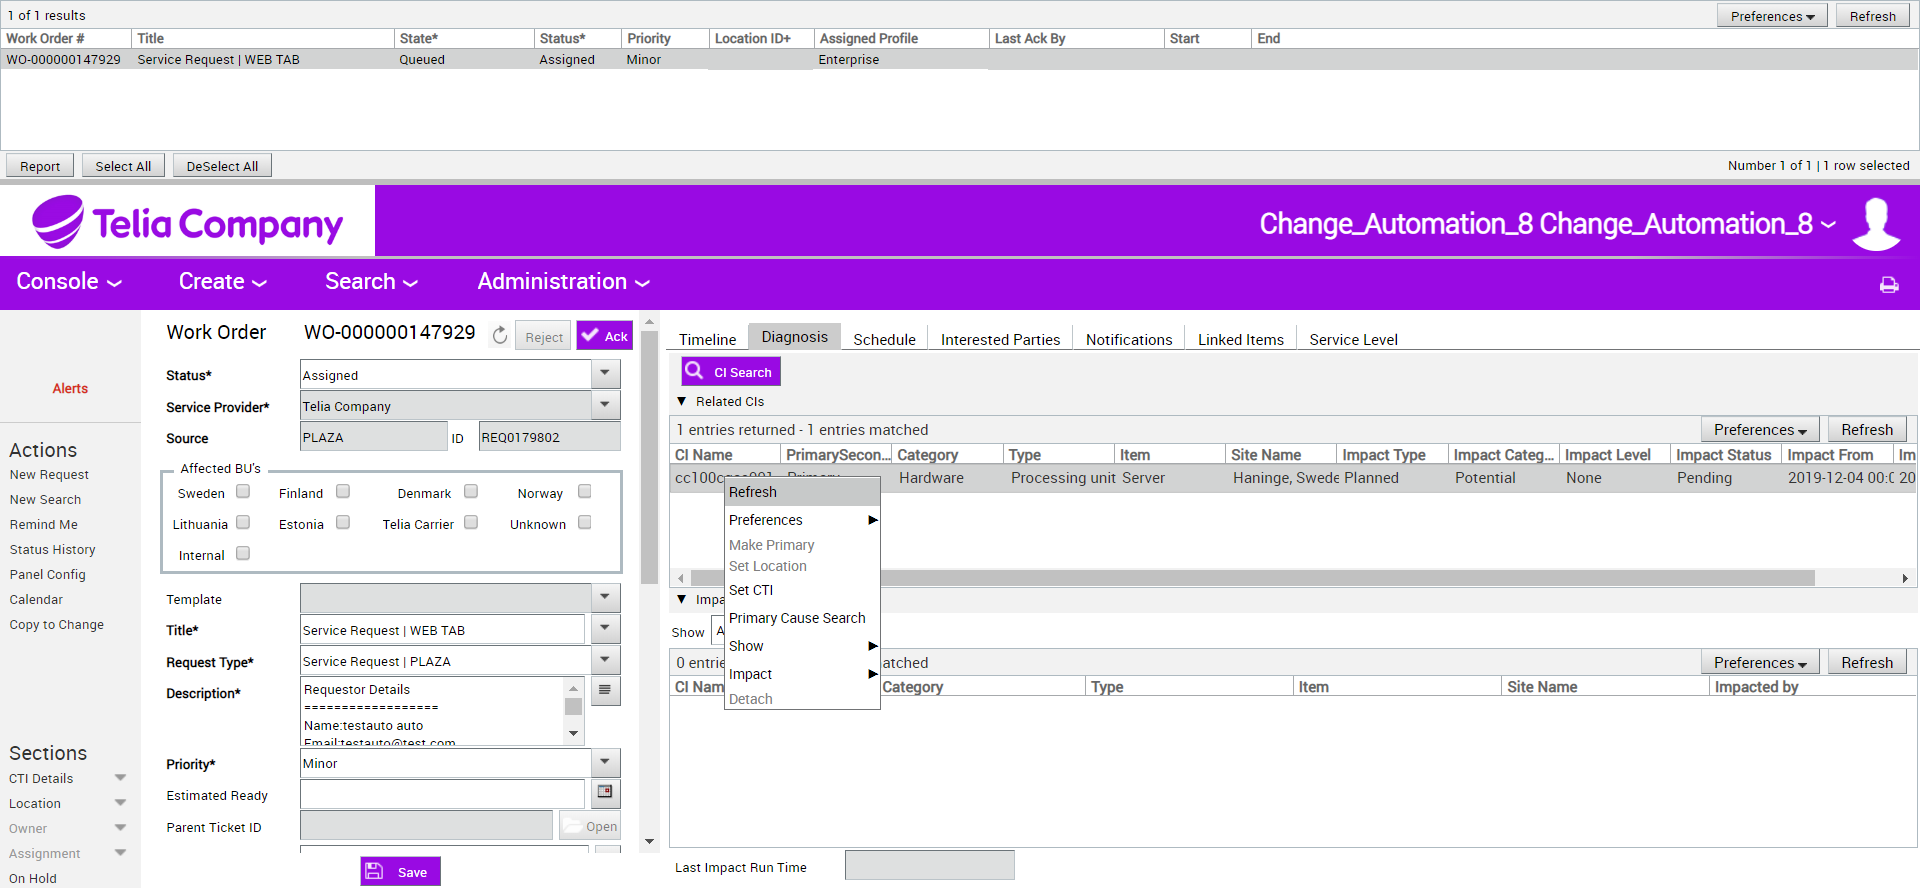 1 of 1 results
Preferences
Refresh
Work Order # Title State* Status* Priority Location ID+ Assigned Profile Last Ack By Start End
WO-000000147929 Service Request | WEB TAB Queued Assigned Minor Enterprise
Report Select All DeSelect All
Number 1 of 1 | 1 row selected
Telia Company
Change_Automation_8 Change_Automation_8
Console Create Search Administration
Alerts
Actions
New Request
New Search
Remind Me
Status History
Panel Config
Calendar
Copy to Change
Sections
CTI Details
Location
Owner
Assignment
On Hold
Work Order WO-000000147929 Reject Ack
Status* Assigned
Service Provider* Telia Company
Source PLAZA ID REQ0179802
Affected BU's
Sweden Finland Denmark Norway
Lithuania Estonia Telia Carrier Unknown
Internal
Template
Title* Service Request | WEB TAB
Request Type* Service Request | PLAZA
Description* Requestor Details
==================
Name:testauto auto
Email:testauto@test.com
Priority* Minor
Estimated Ready
Parent Ticket ID Open
Save
Timeline Diagnosis Schedule Interested Parties Notifications Linked Items Service Level
CI Search
Related CIs
1 entries returned - 1 entries matched Preferences Refresh
CI Name PrimarySecon... Category Type Item Site Name Impact Type Impact Categ... Impact Level Impact Status Impact From Im
Hardware Processing unit Server Haninge, Swede Planned Potential None Pending 2019-12-04 00:0 20
Refresh
Preferences
Make Primary
Set Location
Set CTI
Primary Cause Search
Show
Impact
Detach
Impa
Show A
0 entrie atched Preferences Refresh
CI Nam Category Type Item Site Name Impacted by
Last Impact Run Time